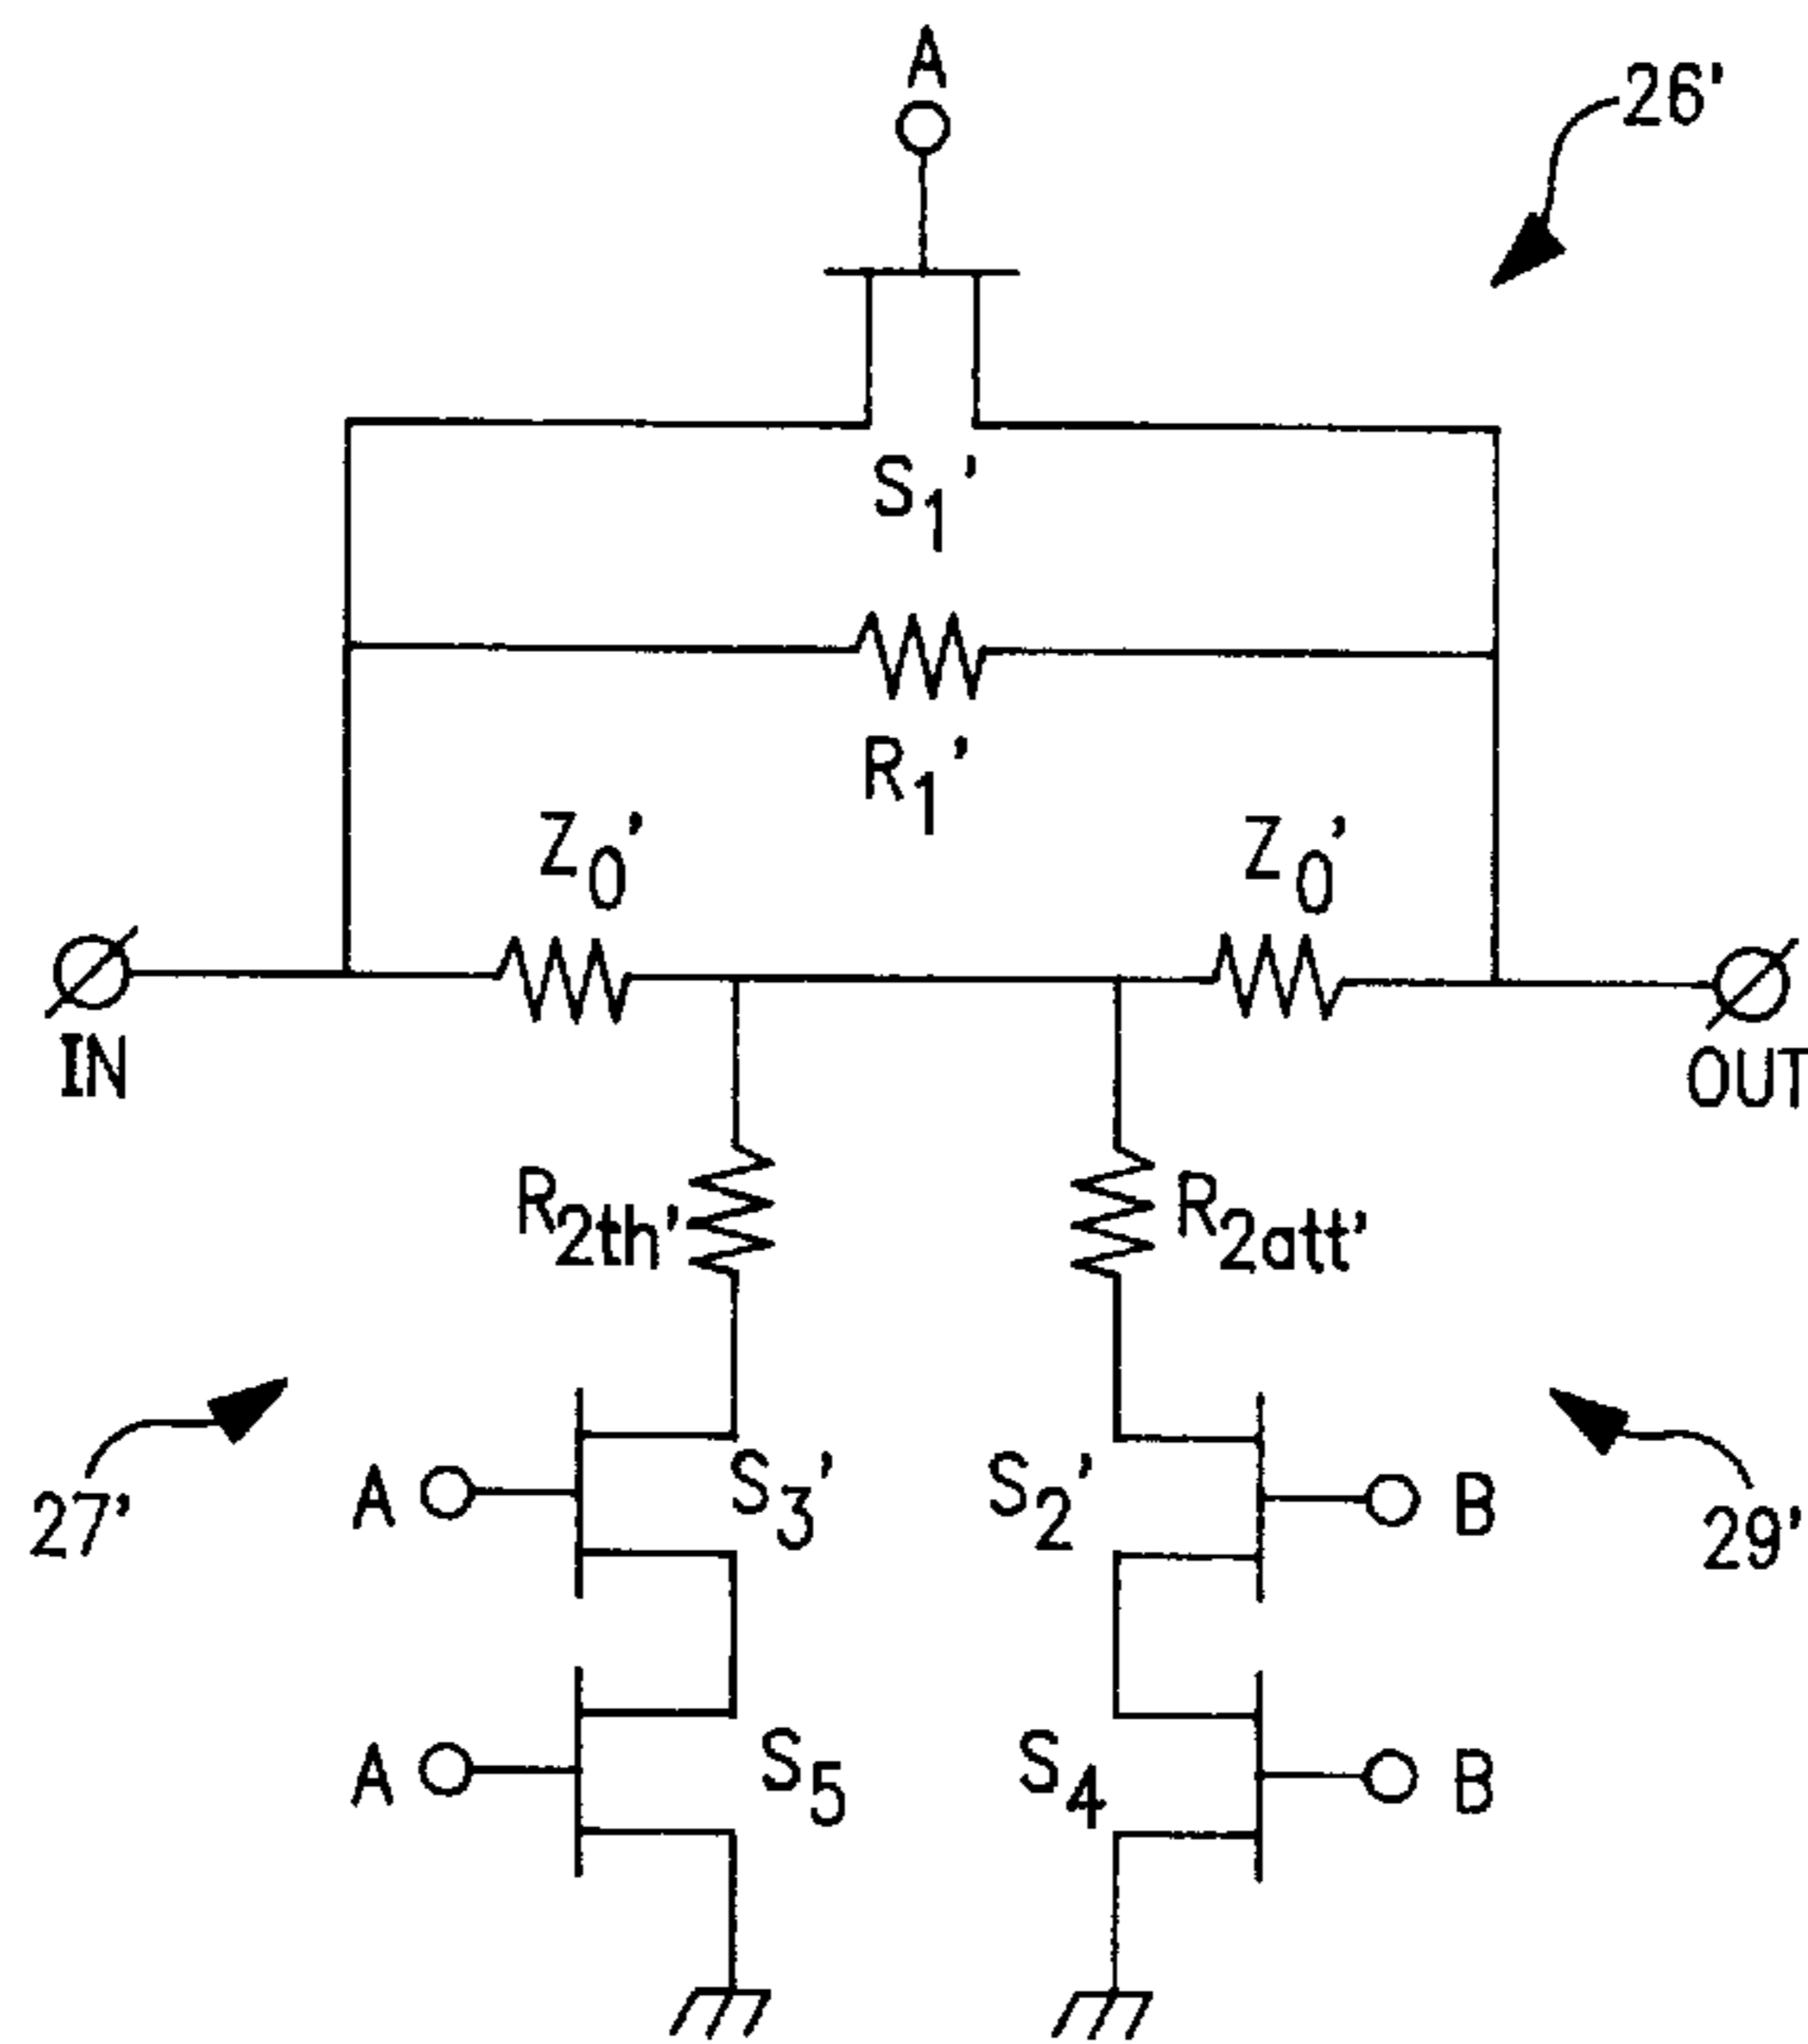 A
26'
S1'
R1'
Z0'
Z0'
IN
OUT
R2th'
R2att'
27'
A
S3'
S2'
B
29'
A
S5
S4
B